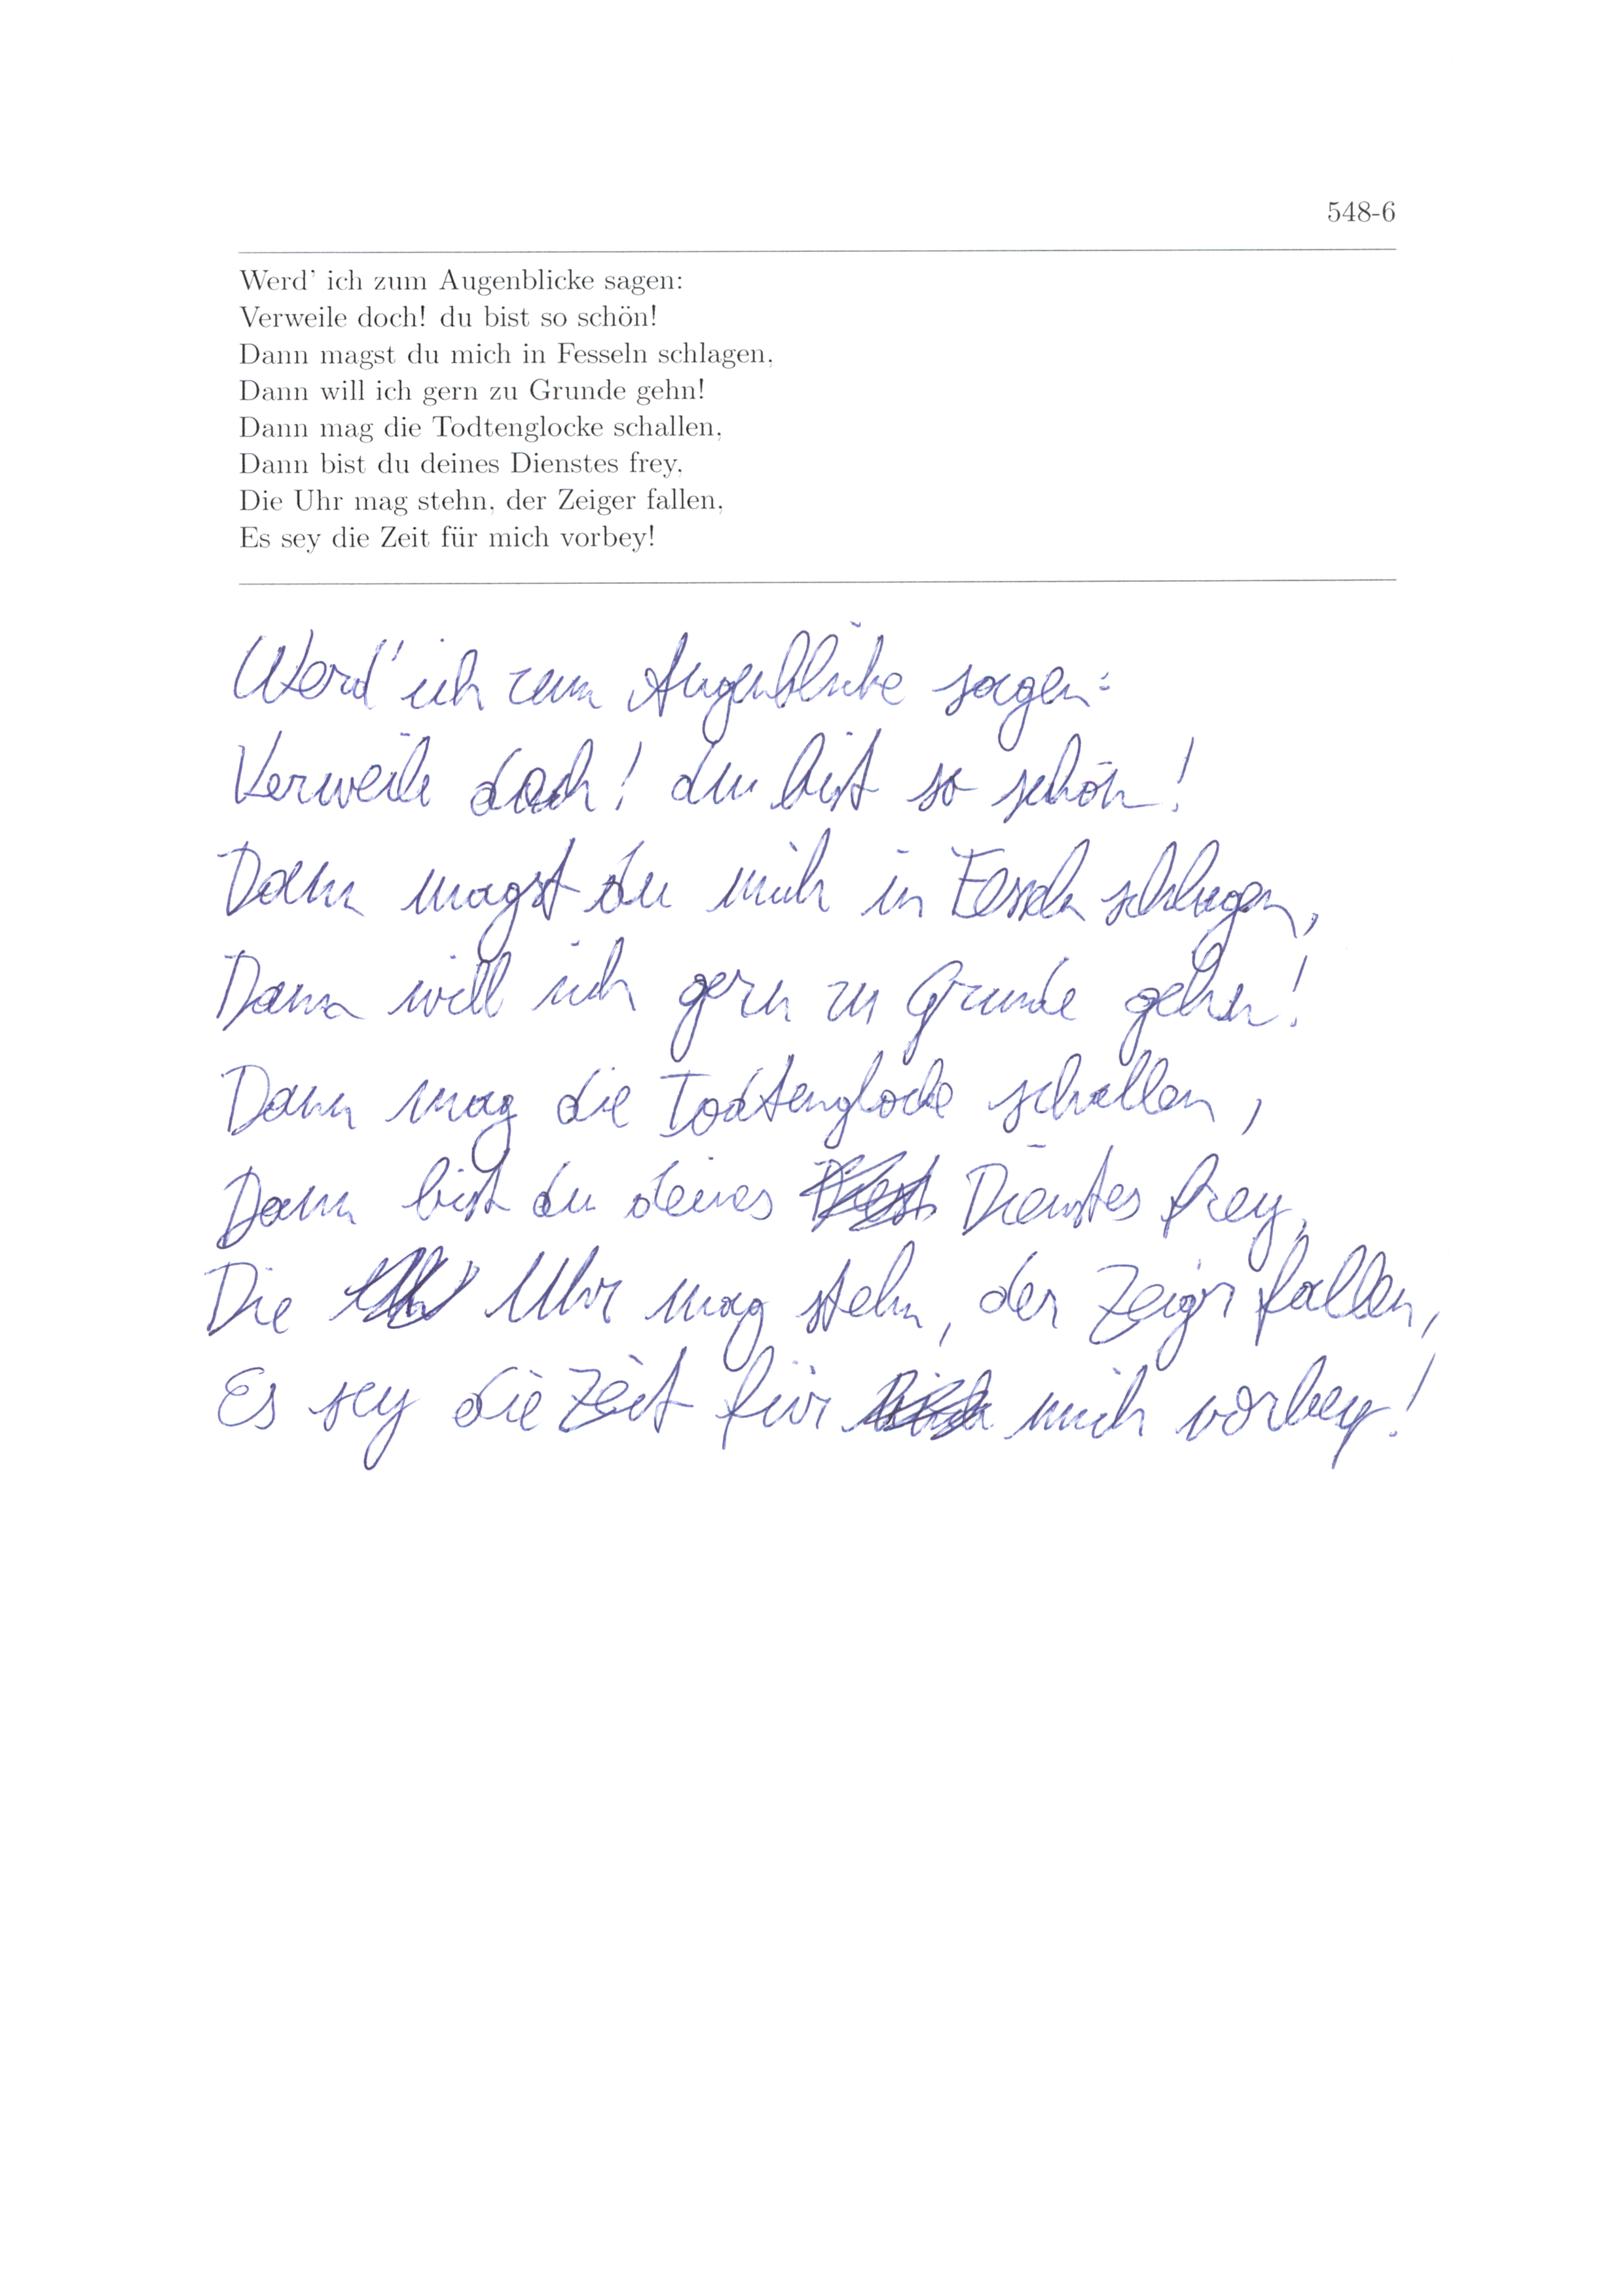 548-6
Werd' ich zum Augenblicke sagen:
Verweile doch! du bist so schön!
Dann magst du mich in Fesseln schlagen,
Dann will ich gern zu Grunde gehn!
Dann mag die Todtenglocke schallen,
Dann bist du deines Dienstes frey,
Die Uhr mag stehn, der Zeiger fallen,
Es sey die Zeit für mich vorbey!
Werd' ich zum Augenblicke sagen:
Verweile doch! du bist so schön!
Dann magst du mich in Fesseln schlagen,
Dann will ich gern zu Grunde gehn!
Dann mag die Todtenglocke schallen,
Dann bist du deines Dienstes frey,
Die Uhr mag stehn, der Zeigr fallen,
Es sey die Zeit für mich vorbey!